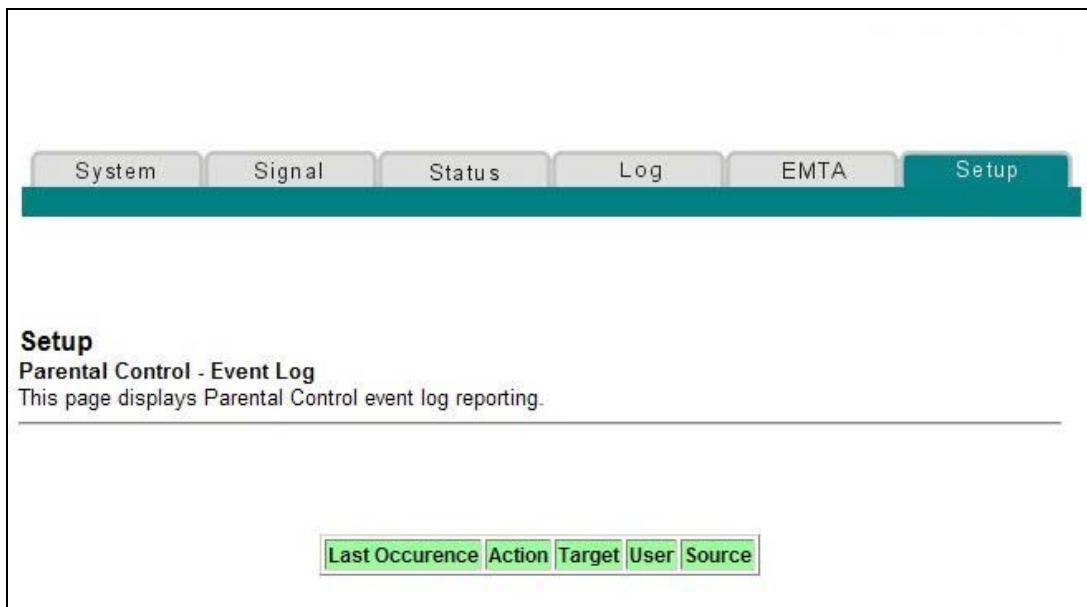 System Signal Status Log EMTA Setup
Setup
Parental Control - Event Log
This page displays Parental Control event log reporting.
Last Occurence Action Target User Source